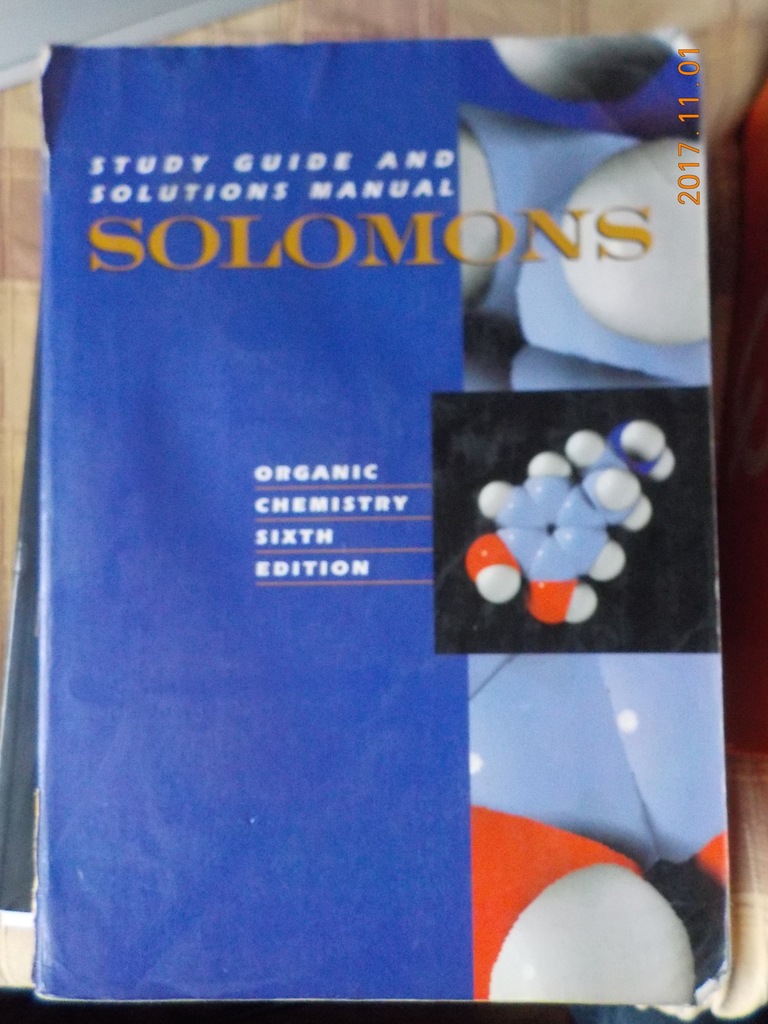 STUDY GUIDE AND
SOLUTIONS MANUAL
SOLOMONS
ORGANIC
CHEMISTRY
SIXTH
EDITION
2017.11.01